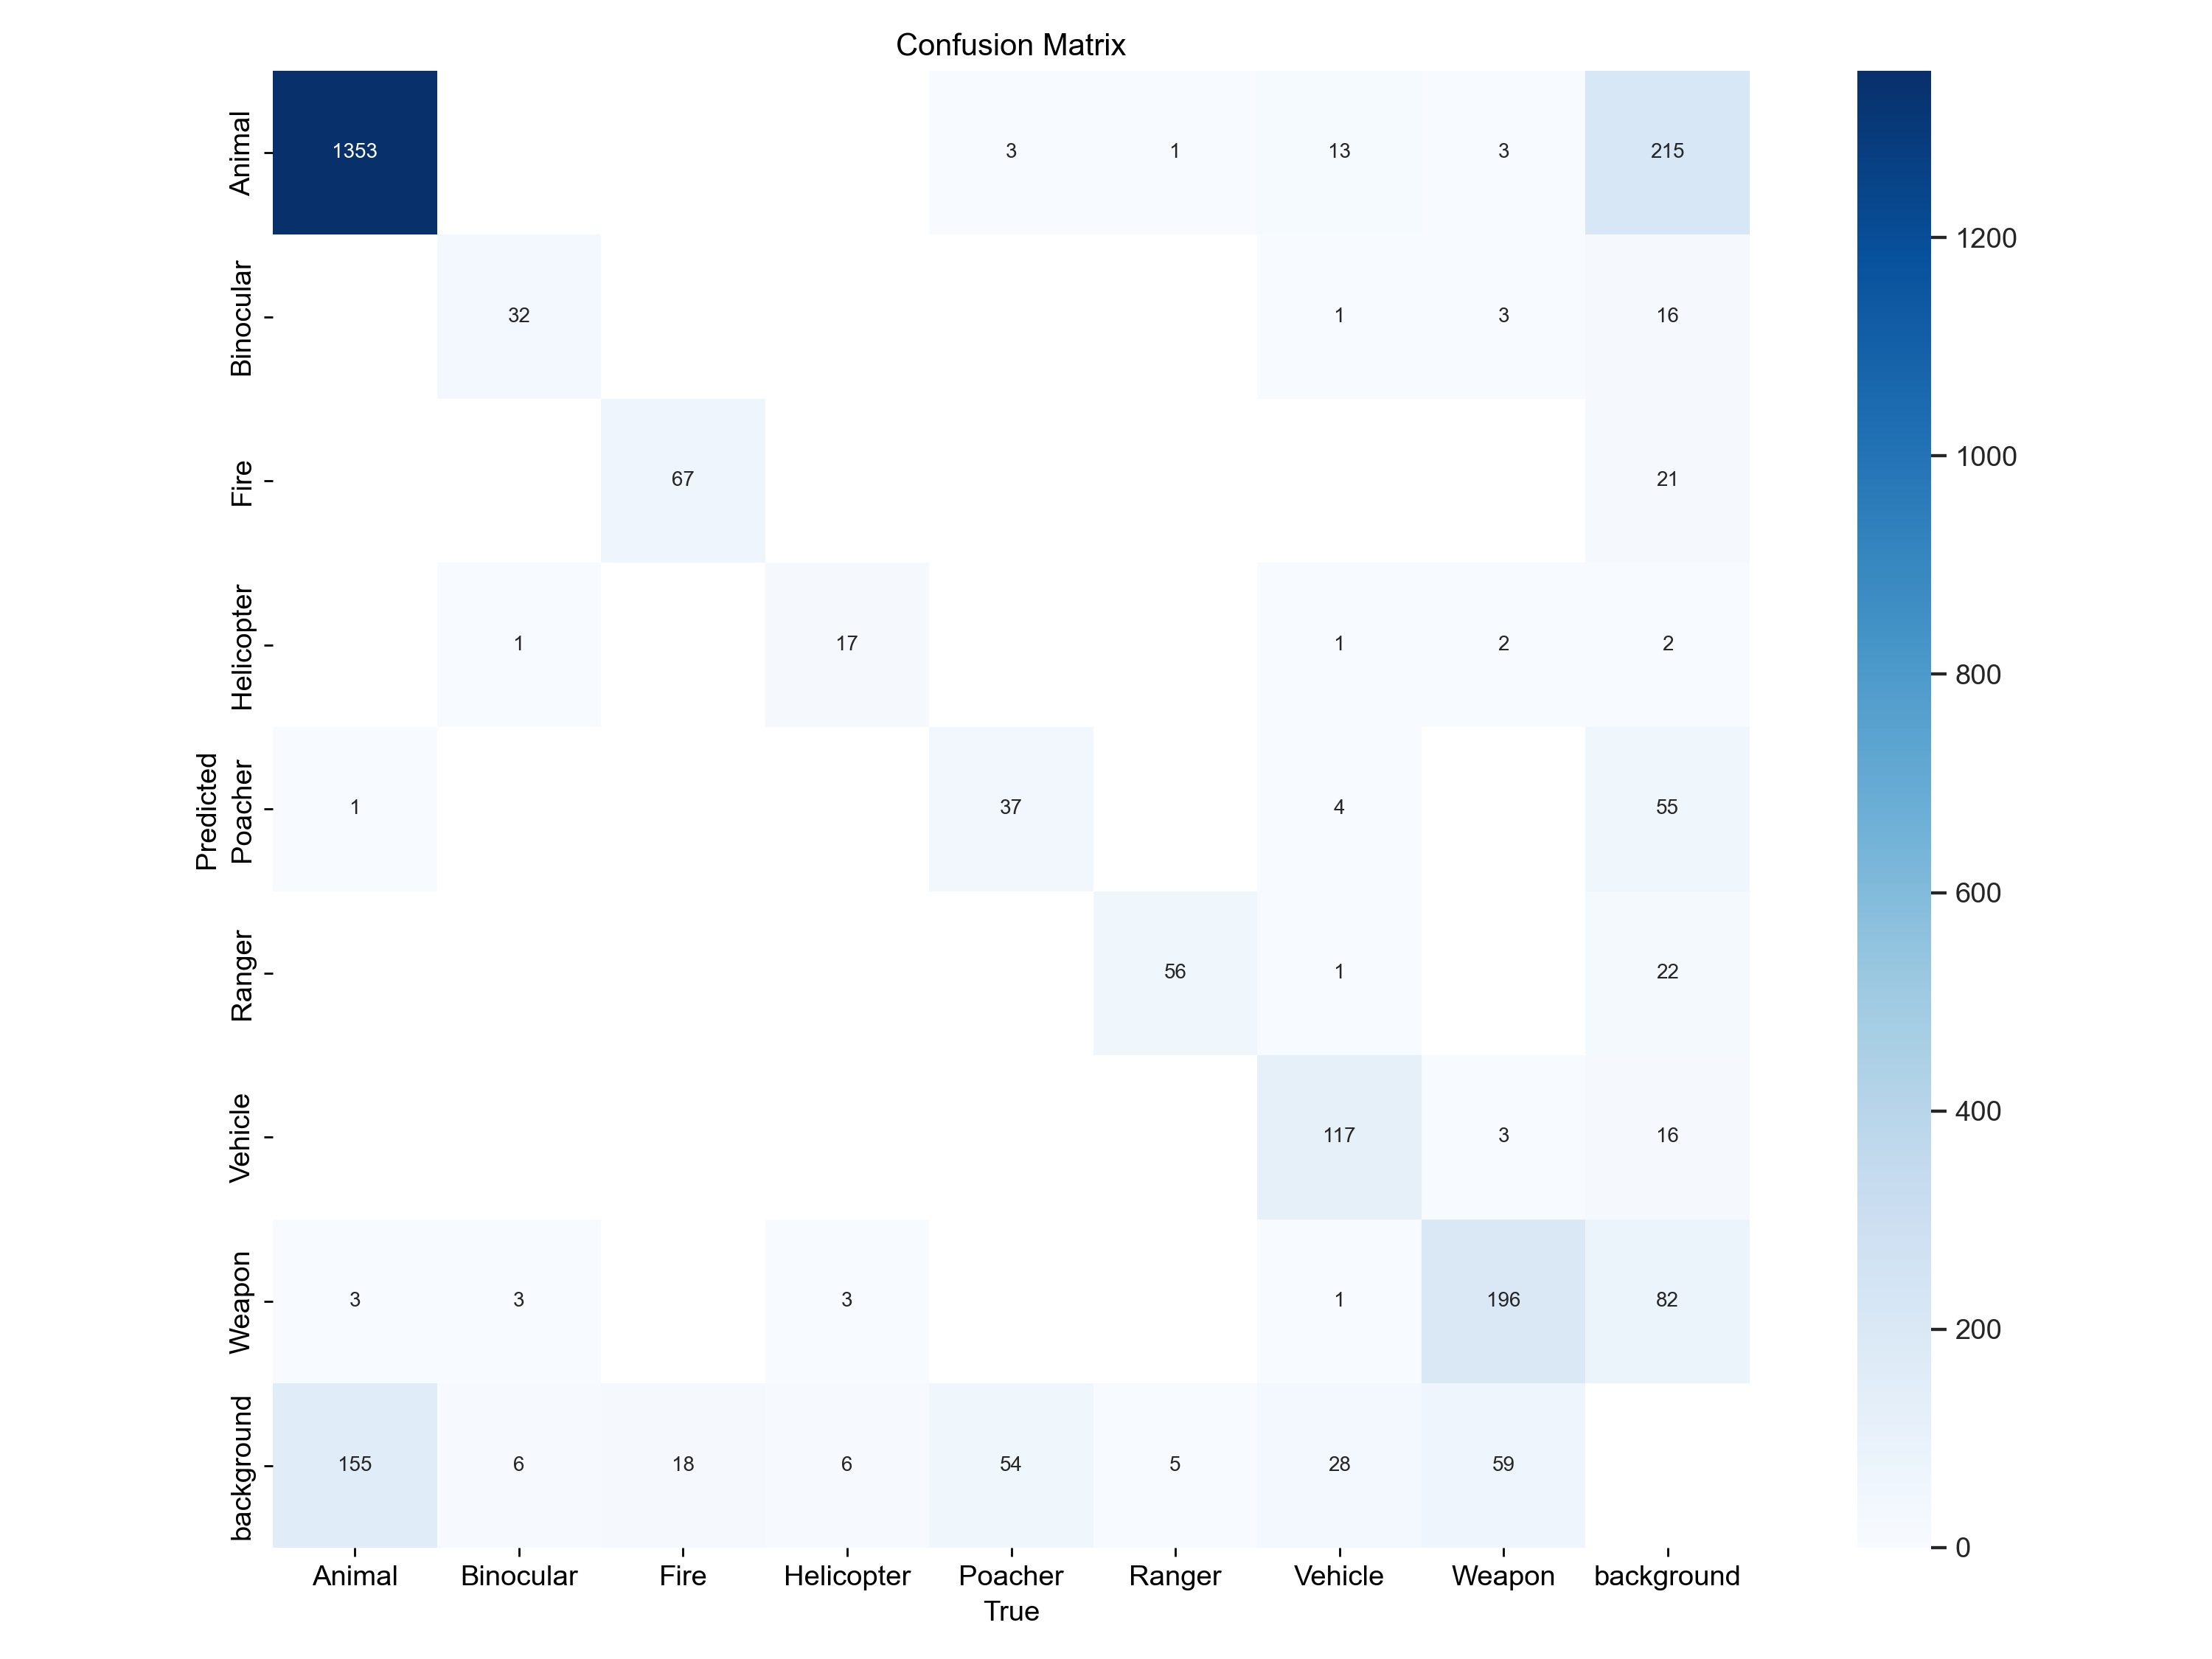 Confusion Matrix
Animal 1353 3 1 13 3 215
1200
Binocular 32 1 3 16
1000
Fire 67 21
Helicopter 1 17 1 2 2
800
Predicted
Poacher 1 37 4 55
600
Ranger 56 1 22
Vehicle 117 3 16
400
Weapon 3 3 3 1 196 82
200
background 155 6 18 6 54 5 28 59
0
Animal Binocular Fire Helicopter Poacher Ranger Vehicle Weapon background
True